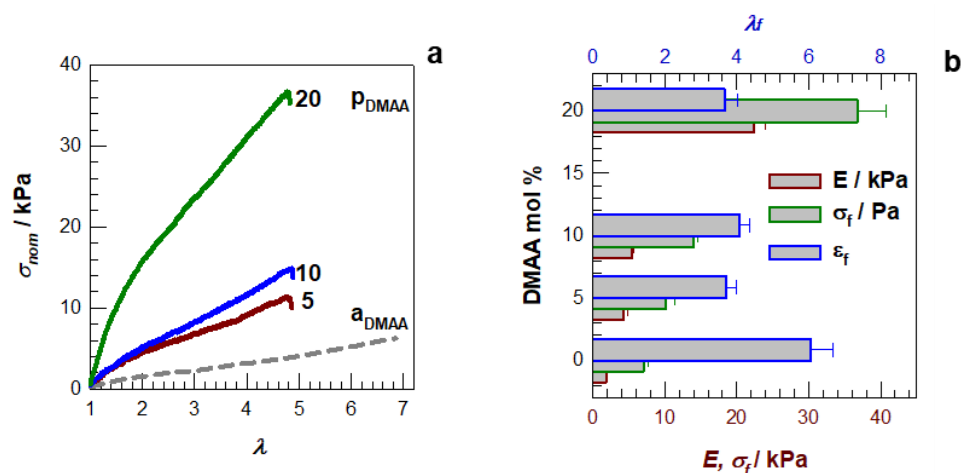 a
40
30
20
10
0
σnom / kPa
20
pDMAA
10
5
aDMAA
1 2 3 4 5 6 7
λ
λf
0 2 4 6 8
b
DMAA mol %
20
15
10
5
0
E / kPa
σf / Pa
εf
0 10 20 30 40
E, σf / kPa